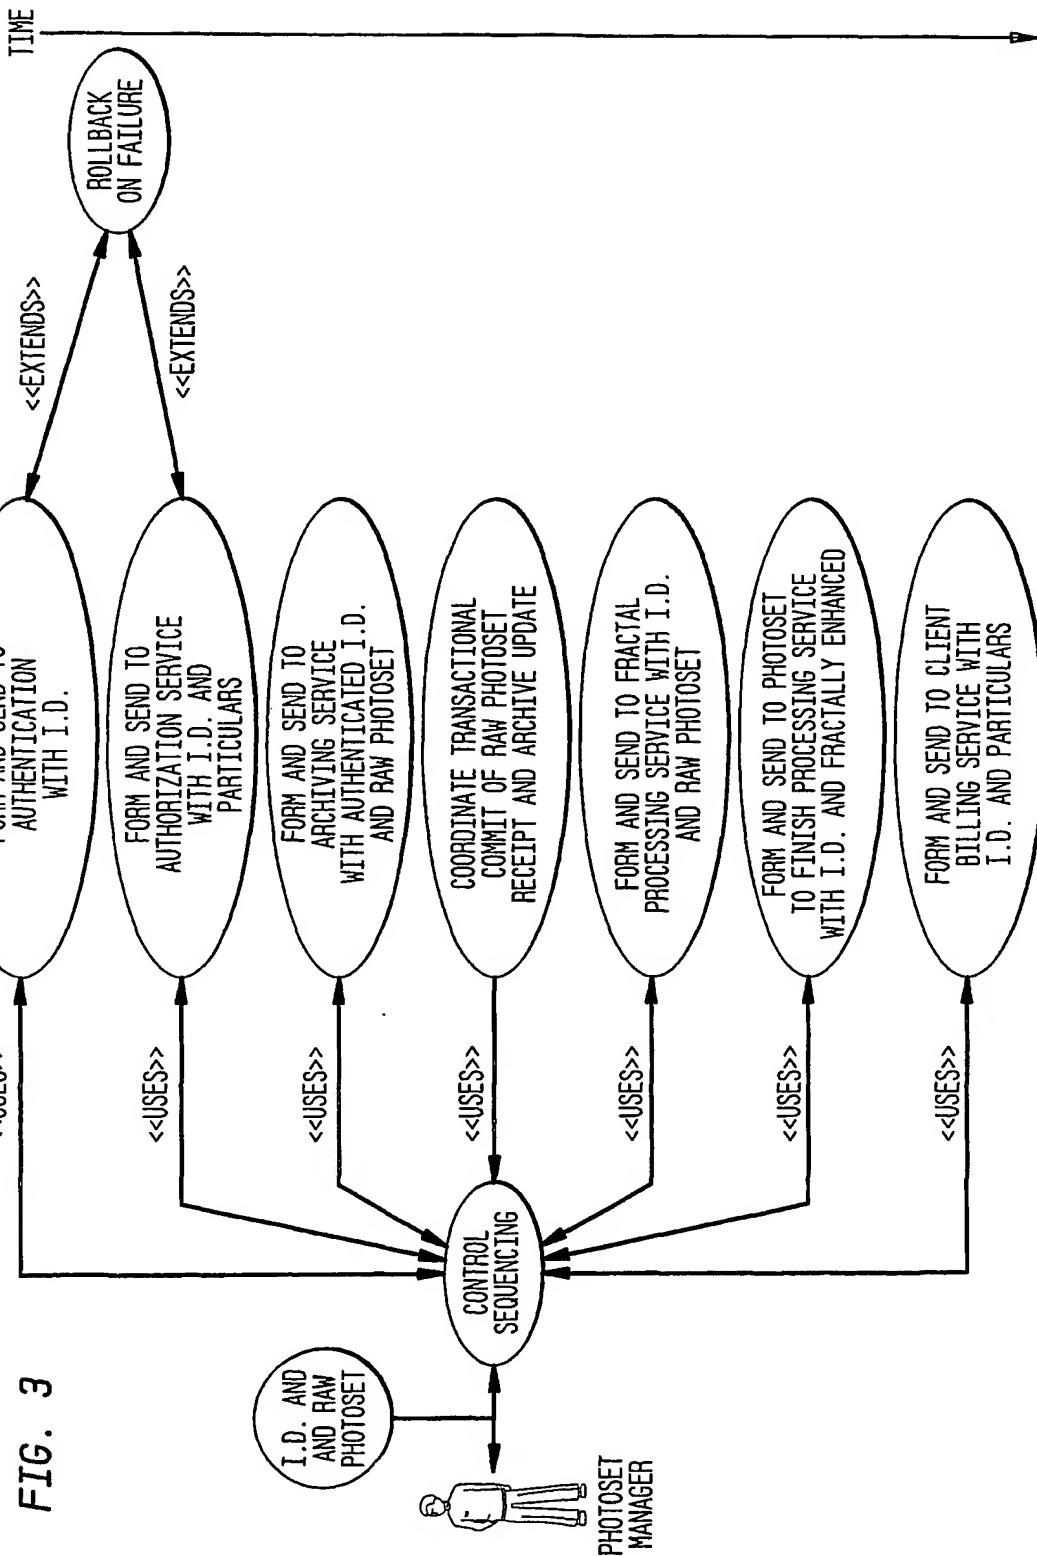 FIG. 3
TIME
ROLLBACK
ON FAILURE
<<EXTENDS>>
<<EXTENDS>>
AUTHENTICATION
WITH I.D.
FORM AND SEND TO
AUTHORIZATION SERVICE
WITH I.D. AND
PARTICULARS
FORM AND SEND TO
ARCHIVING SERVICE
WITH AUTHENTICATED I.D.
AND RAW PHOTOSET
COORDINATE TRANSACTIONAL
COMMIT OF RAW PHOTOSET
RECEIPT AND ARCHIVE UPDATE
FORM AND SEND TO FRACTAL
PROCESSING SERVICE WITH I.D.
AND RAW PHOTOSET
FORM AND SEND TO PHOTOSET
TO FINISH PROCESSING SERVICE
WITH I.D. AND FRACTALLY ENHANCED
FORM AND SEND TO CLIENT
BILLING SERVICE WITH
I.D. AND PARTICULARS
<<USES>>
<<USES>>
<<USES>>
<<USES>>
<<USES>>
<<USES>>
CONTROL
SEQUENCING
I.D. AND
AND RAW
PHOTOSET
PHOTOSET
MANAGER